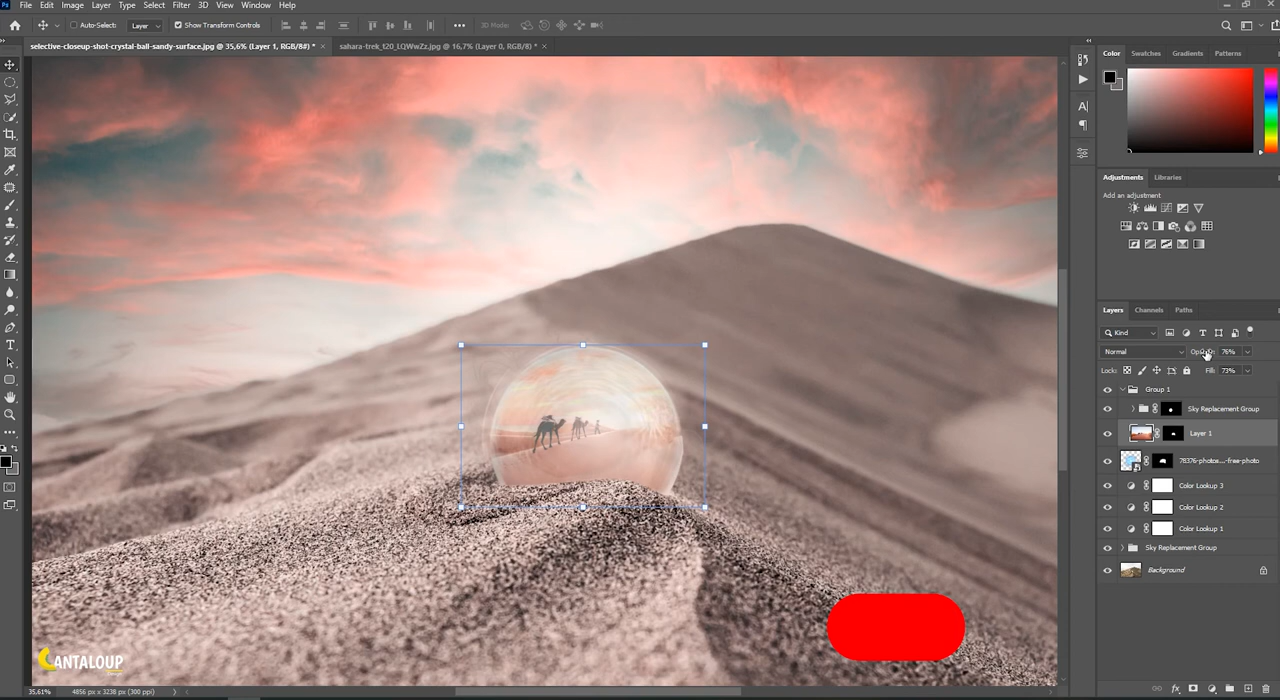 File Edit Image Layer Type Select Filter 3D View Window Help
Auto-Select: Layer Show Transform Controls 3D Mode:
selective-closeup-shot-crystal-ball-sandy-surface.jpg @ 35,6% (Layer 1, RGB/8#) * ×
sahara-trek_t20_LQWwZz.jpg @ 16,7% (Layer 0, RGB/8) * ×
Color Swatches Gradients Patterns
Adjustments Libraries
Add an adjustment
Layers Channels Paths
Kind
Normal 76%
Lock: Fill: 73%
Group 1
Sky Replacement Group
Layer 1
78376-photos...-free-photo
Color Lookup 3
Color Lookup 2
Color Lookup 1
Sky Replacement Group
Background
CANTALOUP
35,61% 4856 px x 3238 px (300 ppi)